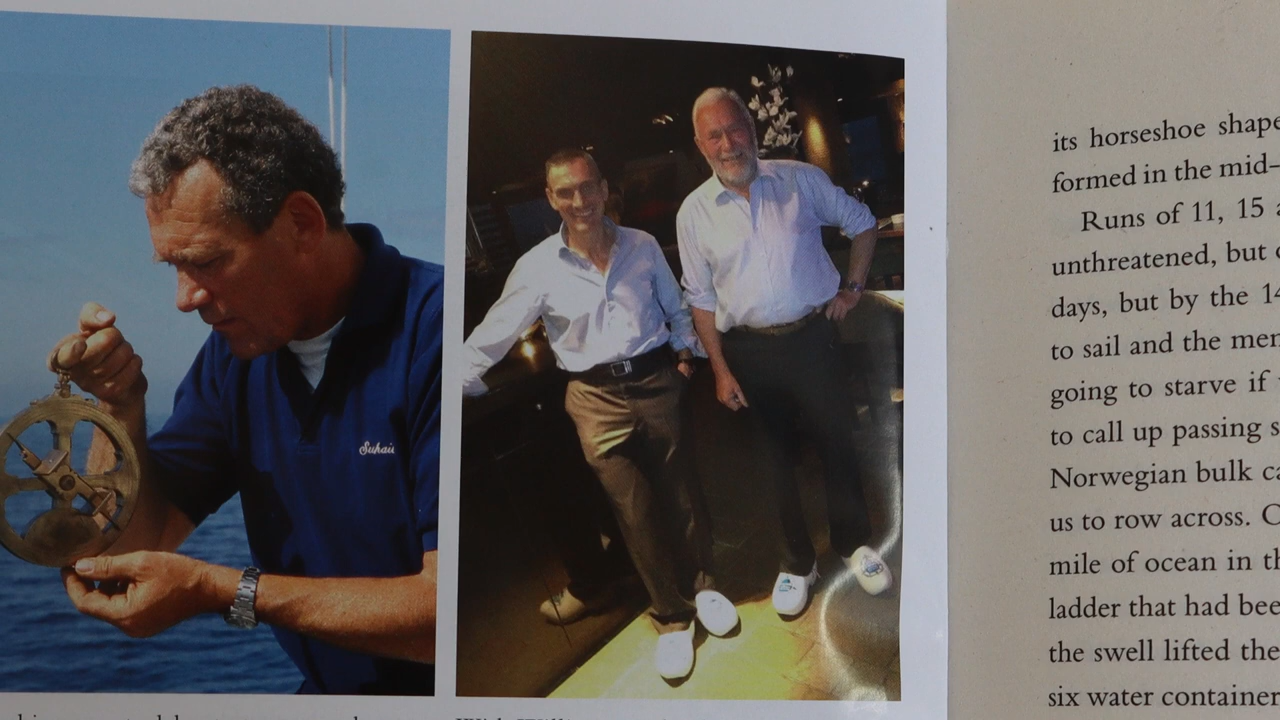 Suhai
its horseshoe shape
formed in the mid-
Runs of 11, 15
unthreatened, but
days, but by the 14
to sail and the mer
going to starve if
to call up passing s
Norwegian bulk ca
us to row across. C
mile of ocean in th
ladder that had bee
the swell lifted the
six water container